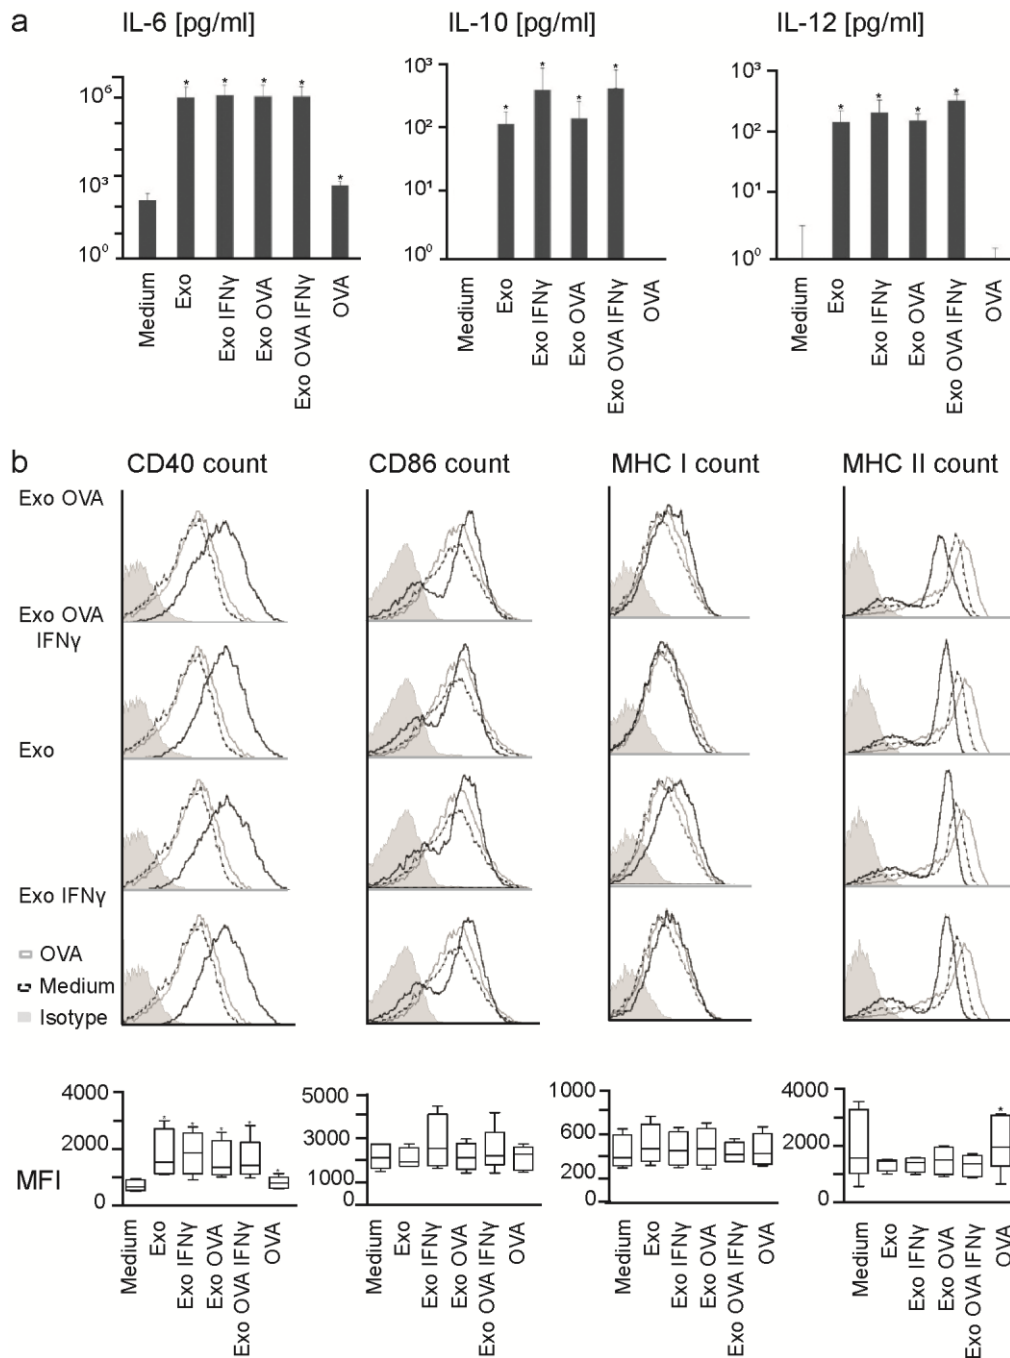 a
IL-6 [pg/ml]
IL-10 [pg/ml]
IL-12 [pg/ml]
10⁶
10³
10⁰
Medium
Exo
Exo IFNγ
Exo OVA
Exo OVA IFNγ
OVA
10³
10²
10¹
10⁰
Medium
Exo
Exo IFNγ
Exo OVA
Exo OVA IFNγ
OVA
10³
10²
10¹
10⁰
Medium
Exo
Exo IFNγ
Exo OVA
Exo OVA IFNγ
OVA
* * * * *
* * * *
* * * *
b
CD40 count
CD86 count
MHC I count
MHC II count
Exo OVA
Exo OVA
IFNγ
Exo
Exo IFNγ
OVA
Medium
Isotype
MFI
4000
2000
0
Medium
Exo
Exo IFNγ
Exo OVA
Exo OVA IFNγ
OVA
5000
3000
2000
0
Medium
Exo
Exo IFNγ
Exo OVA
Exo OVA IFNγ
OVA
1000
600
400
200
0
Medium
Exo
Exo IFNγ
Exo OVA
Exo OVA IFNγ
OVA
4000
2000
0
Medium
Exo
Exo IFNγ
Exo OVA
Exo OVA IFNγ
OVA
*